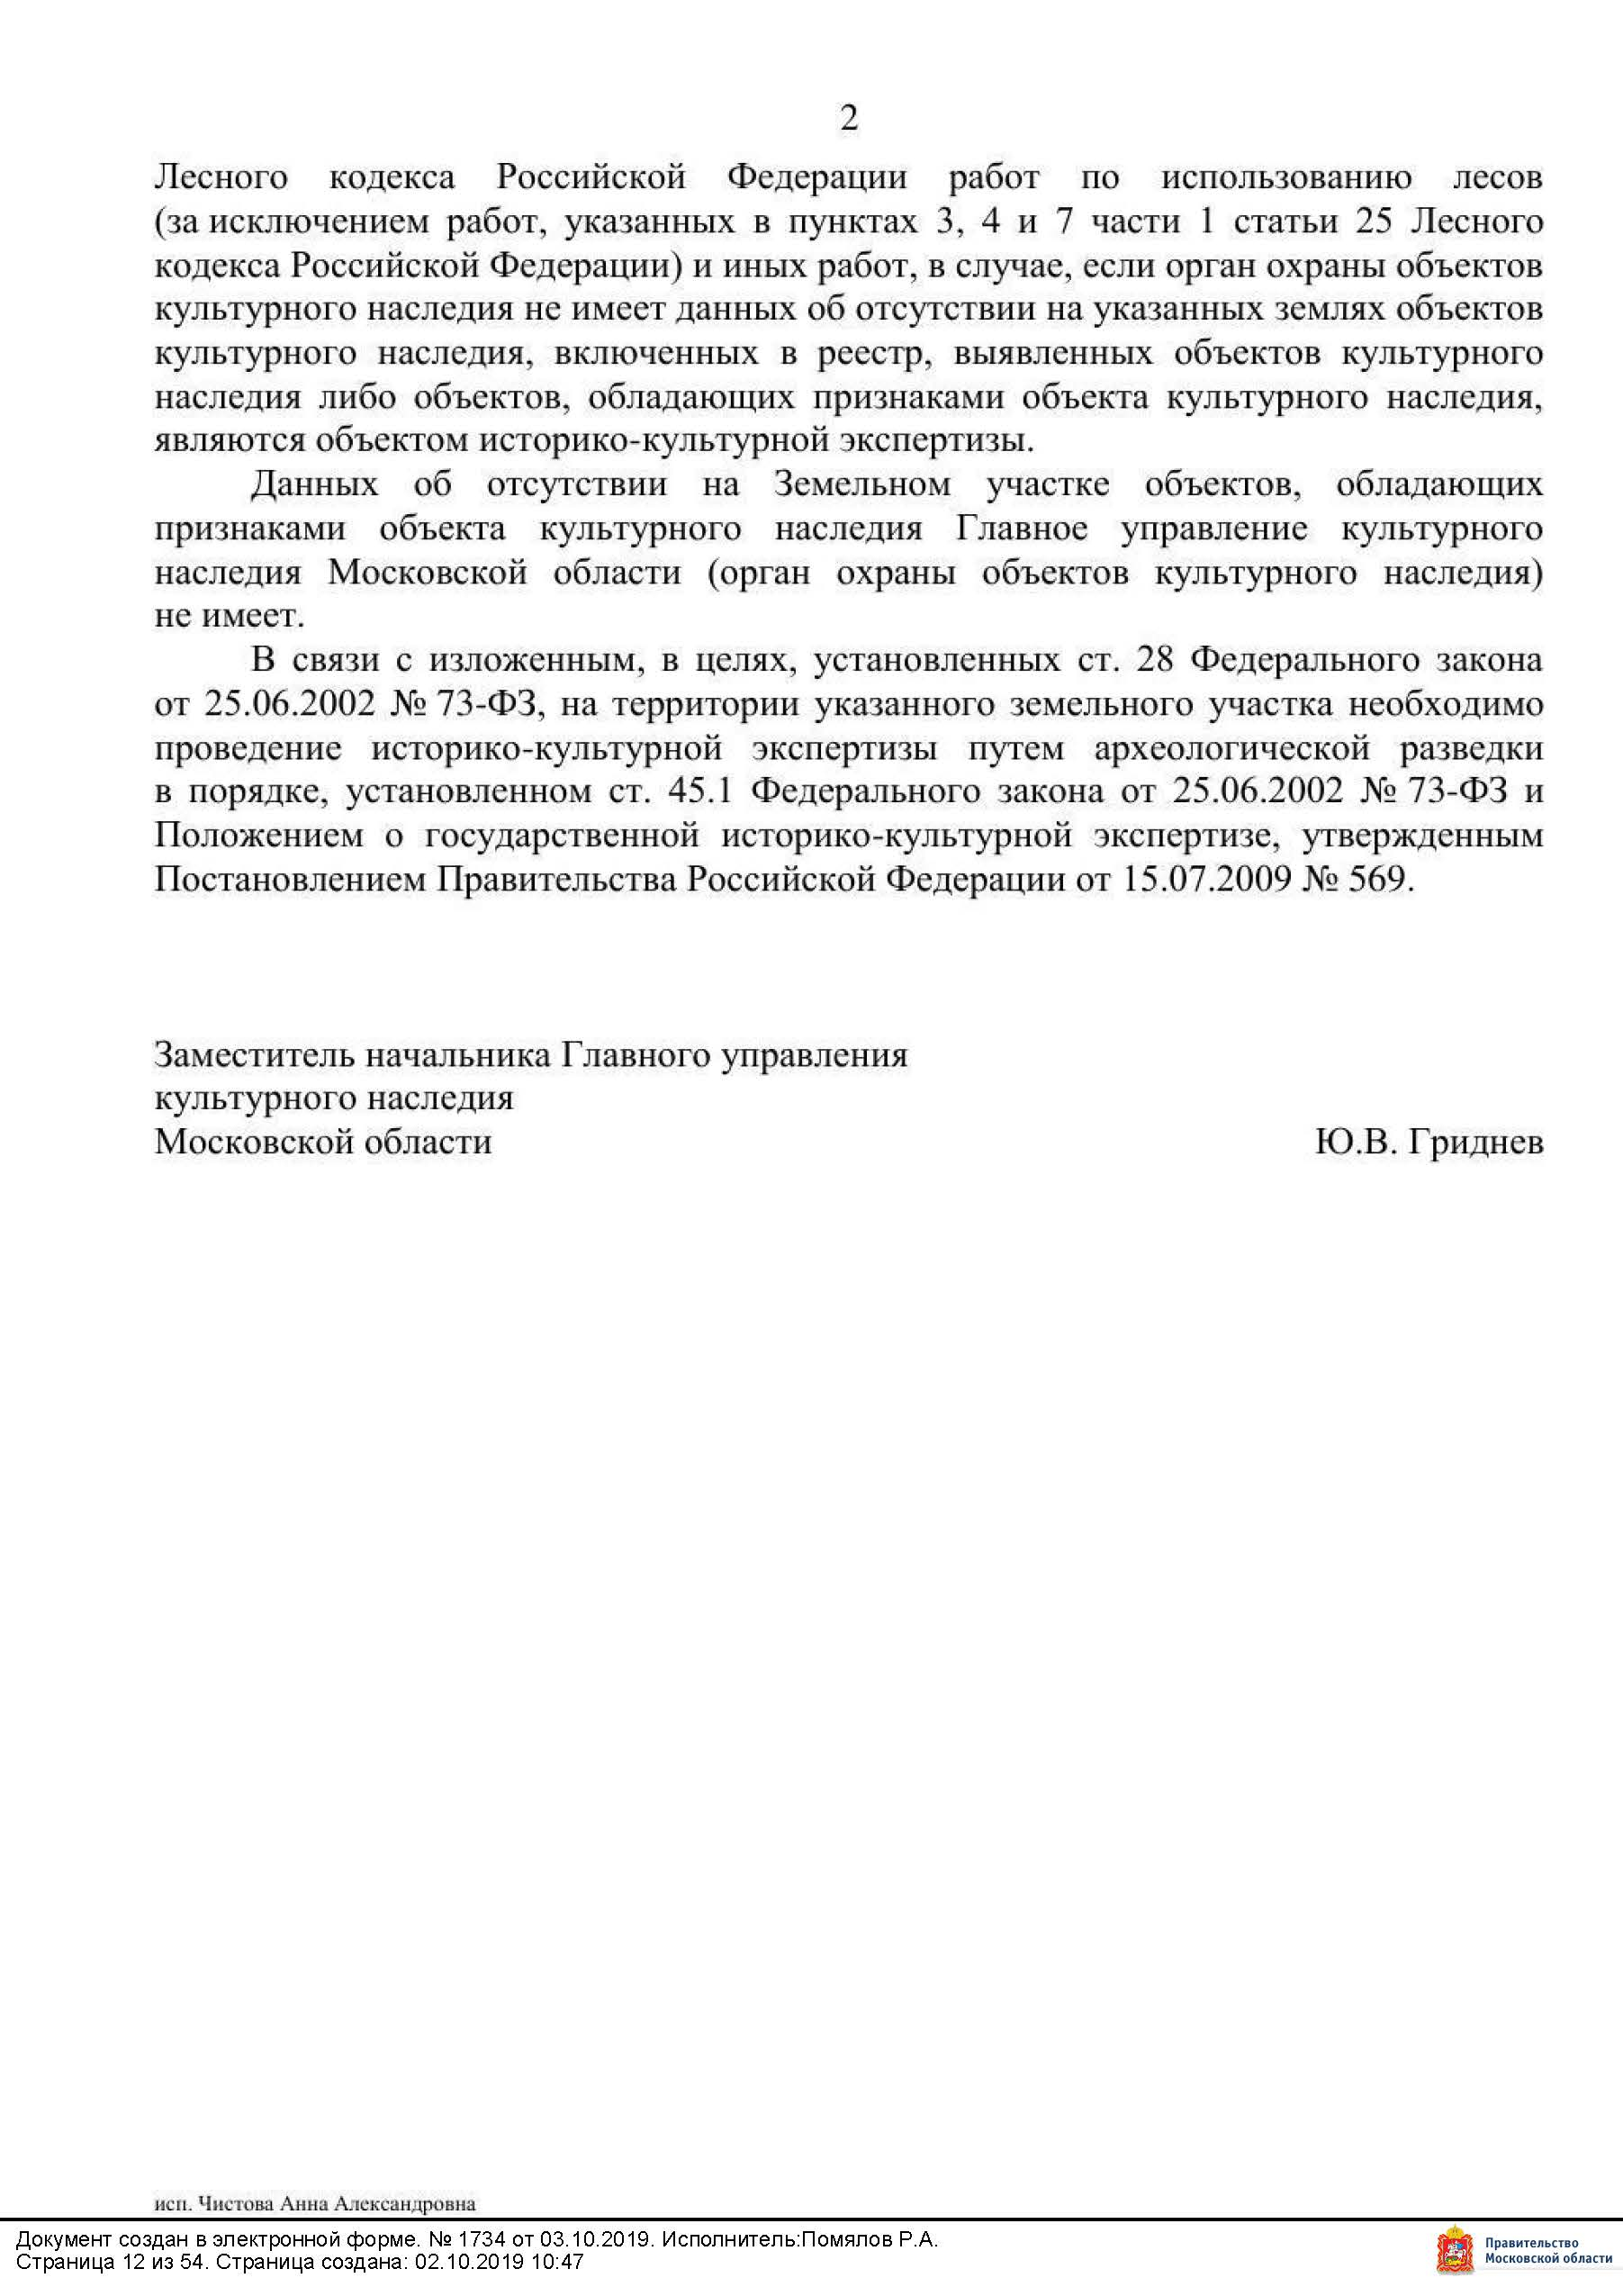 2
Лесного кодекса Российской Федерации работ по использованию лесов
(за исключением работ, указанных в пунктах 3, 4 и 7 части 1 статьи 25 Лесного
кодекса Российской Федерации) и иных работ, в случае, если орган охраны объектов
культурного наследия не имеет данных об отсутствии на указанных землях объектов
культурного наследия, включенных в реестр, выявленных объектов культурного
наследия либо объектов, обладающих признаками объекта культурного наследия,
являются объектом историко-культурной экспертизы.
Данных об отсутствии на Земельном участке объектов, обладающих
признаками объекта культурного наследия Главное управление культурного
наследия Московской области (орган охраны объектов культурного наследия)
не имеет.
В связи с изложенным, в целях, установленных ст. 28 Федерального закона
от 25.06.2002 № 73-ФЗ, на территории указанного земельного участка необходимо
проведение историко-культурной экспертизы путем археологической разведки
в порядке, установленном ст. 45.1 Федерального закона от 25.06.2002 № 73-ФЗ и
Положением о государственной историко-культурной экспертизе, утвержденным
Постановлением Правительства Российской Федерации от 15.07.2009 № 569.
Заместитель начальника Главного управления
культурного наследия
Московской области Ю.В. Гриднев
исп. Чистова Анна Александровна
Документ создан в электронной форме. № 1734 от 03.10.2019. Исполнитель:Помялов Р.А.
Страница 12 из 54. Страница создана: 02.10.2019 10:47
Правительство
Московской области